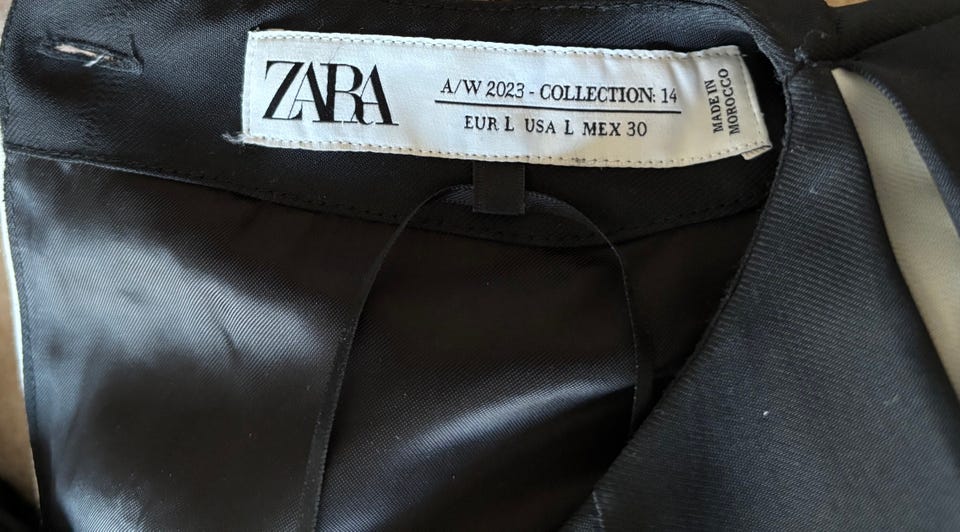 ZARA
A/W 2023 - COLLECTION: 14
EUR L USA L MEX 30
MADE IN
MOROCCO